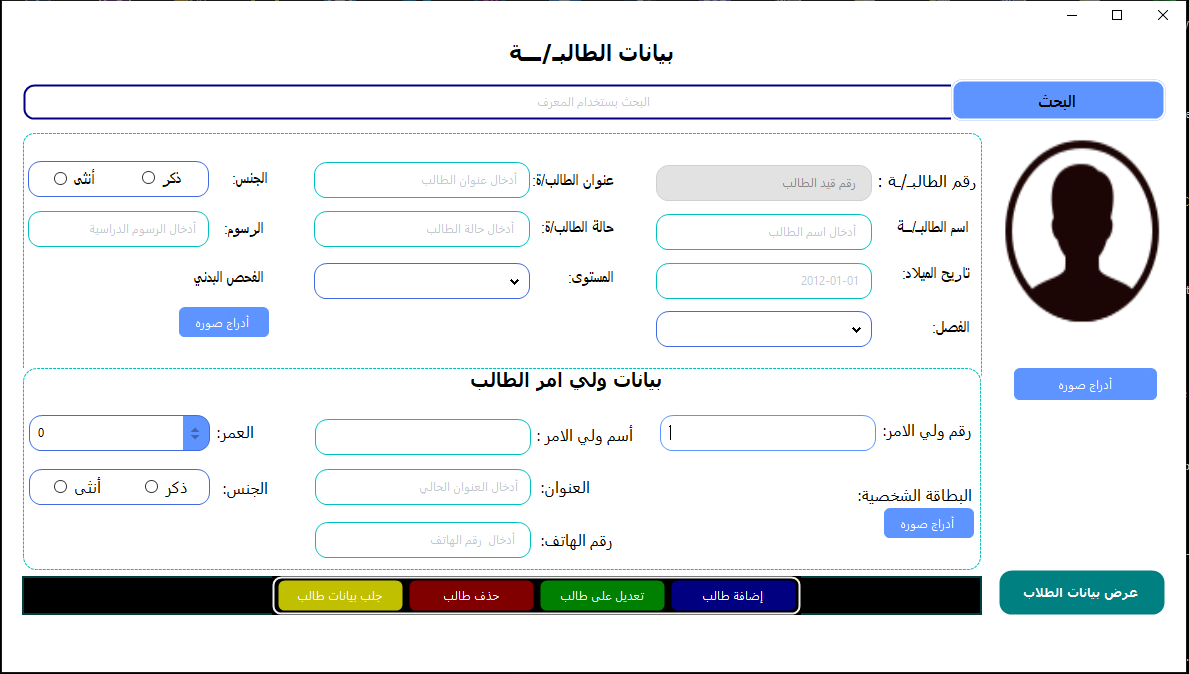 بيانات الطالبـ/ـــة
البحث
البحث بستخدام المعرف
رقم الطالبـ/ـة :
رقم قيد الطالب
عنوان الطالب/ة:
أدخال عنوان الطالب
الجنس:
ذكر
أنثى
اسم الطالبـ/ــة
أدخال اسم الطالب
حالة الطالب/ة:
أدخال حالة الطالب
الرسوم:
أدخال الرسوم الدراسية
تاريخ الميلاد:
2012-01-01
المستوى:
الفحص البدني
أدراج صوره
الفصل:
أدراج صوره
بيانات ولي امر الطالب
رقم ولي الامر:
أسم ولي الامر :
العمر:
0
العنوان:
أدخال العنوان الحالي
الجنس:
ذكر
أنثى
البطاقة الشخصية:
أدراج صوره
رقم الهاتف:
أدخال رقم الهاتف
إضافة طالب
تعديل على طالب
حذف طالب
جلب بيانات طالب
عرض بيانات الطلاب